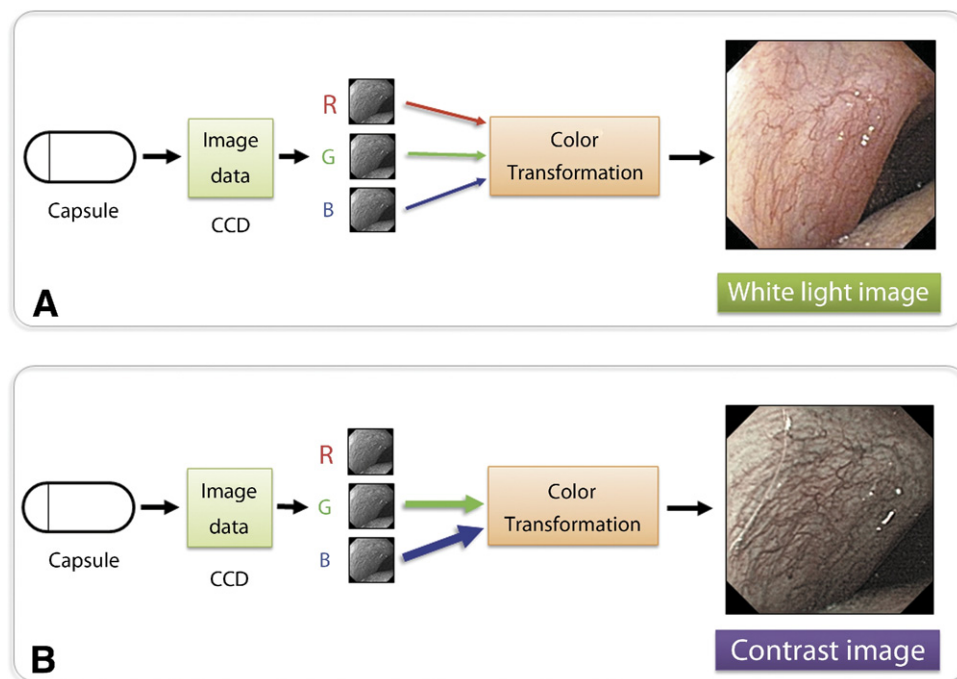 R
Image
data
G
Color
Transformation
B
Capsule
CCD
White light image
A
R
Image
data
G
Color
Transformation
B
Capsule
CCD
Contrast image
B